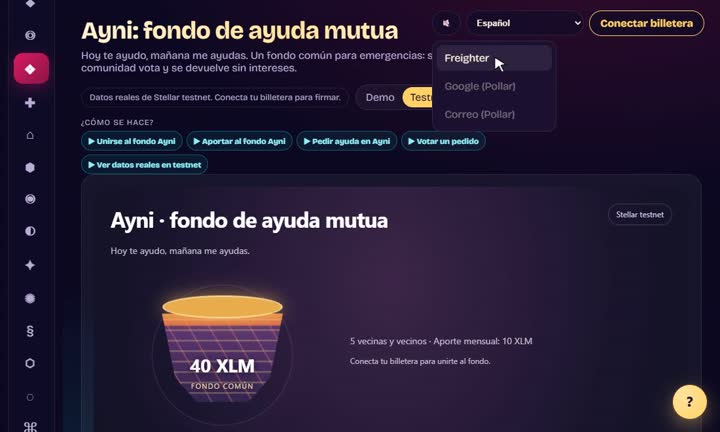 Ayni: fondo de ayuda mutua
Español
Conectar billetera
Hoy te ayudo, mañana me ayudas. Un fondo común para emergencias:
comunidad vota y se devuelve sin intereses.
Freighter
Google (Pollar)
Correo (Pollar)
Datos reales de Stellar testnet. Conecta tu billetera para firmar.
Demo
¿CÓMO SE HACE?
▶ Unirse al fondo Ayni
▶ Aportar al fondo Ayni
▶ Pedir ayuda en Ayni
▶ Votar un pedido
▶ Ver datos reales en testnet
Ayni · fondo de ayuda mutua
Stellar testnet
Hoy te ayudo, mañana me ayudas.
40 XLM
FONDO COMÚN
5 vecinas y vecinos · Aporte mensual: 10 XLM
Conecta tu billetera para unirte al fondo.
?